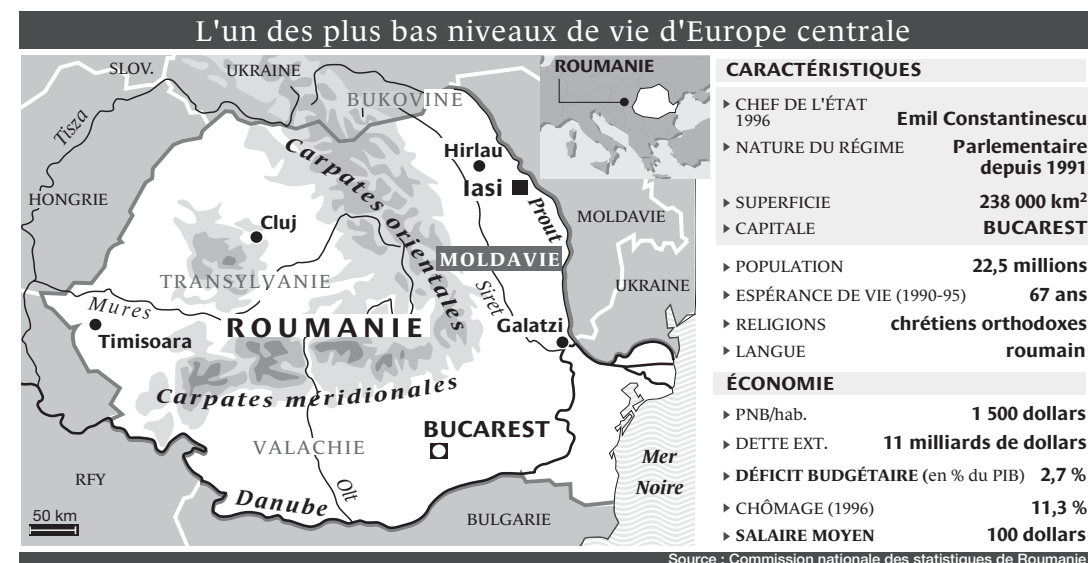 L'un des plus bas niveaux de vie d'Europe centrale
SLOV.
UKRAINE
BUKOVINE
Tisza
HONGRIE
Carpates orientales
Hirlau
Iasi
Prout
MOLDAVIE
Cluj
TRANSYLVANIE
MOLDAVIE
Siret
UKRAINE
Mures
ROUMANIE
Galatzi
Timisoara
Carpates méridionales
BUCAREST
VALACHIE
Mer
Noire
RFY
Olt
Danube
BULGARIE
50 km
ROUMANIE
CARACTÉRISTIQUES
CHEF DE L'ÉTAT
1996 Emil Constantinescu
NATURE DU RÉGIME Parlementaire
depuis 1991
SUPERFICIE 238 000 km²
CAPITALE BUCAREST
POPULATION 22,5 millions
ESPÉRANCE DE VIE (1990-95) 67 ans
RELIGIONS chrétiens orthodoxes
LANGUE roumain
ÉCONOMIE
PNB/hab. 1 500 dollars
DETTE EXT. 11 milliards de dollars
DÉFICIT BUDGÉTAIRE (en % du PIB) 2,7 %
CHÔMAGE (1996) 11,3 %
SALAIRE MOYEN 100 dollars
Source : Commission nationale des statistiques de Roumanie